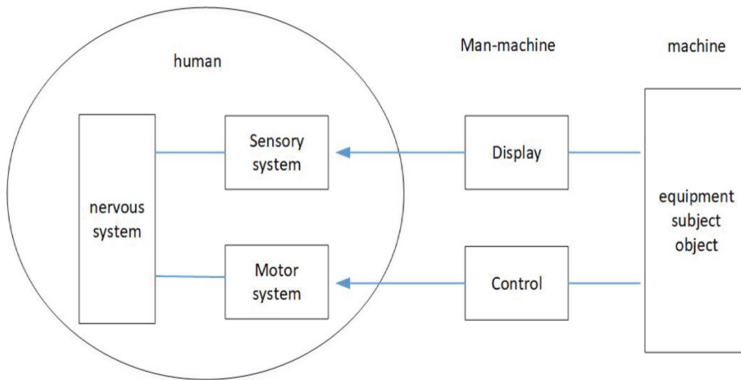 human
Man-machine
machine
Sensory
system
Display
nervous
system
equipment
subject
object
Motor
system
Control